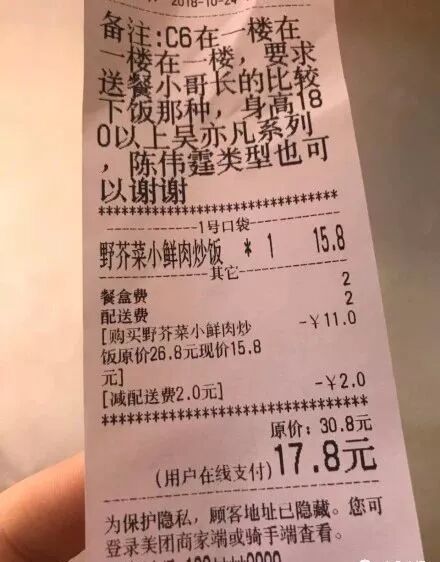 2018-10-24
备注:C6在一楼在
一楼在一楼，要求
送餐小哥长的比较
下饭那种，身高18
0以上吴亦凡系列
，陈伟霆类型也可
以谢谢
********************************
1号口袋
野芥菜小鲜肉炒饭 * 1 15.8
其它
餐盒费 2
配送费 2
[购买野芥菜小鲜肉炒 -￥11.0
饭原价26.8元现价15.8
元]
[减配送费2.0元] -￥2.0
********************************
原价: 30.8元
(用户在线支付)17.8元
为保护隐私，顾客地址已隐藏。您可
登录美团商家端或骑手端查看。